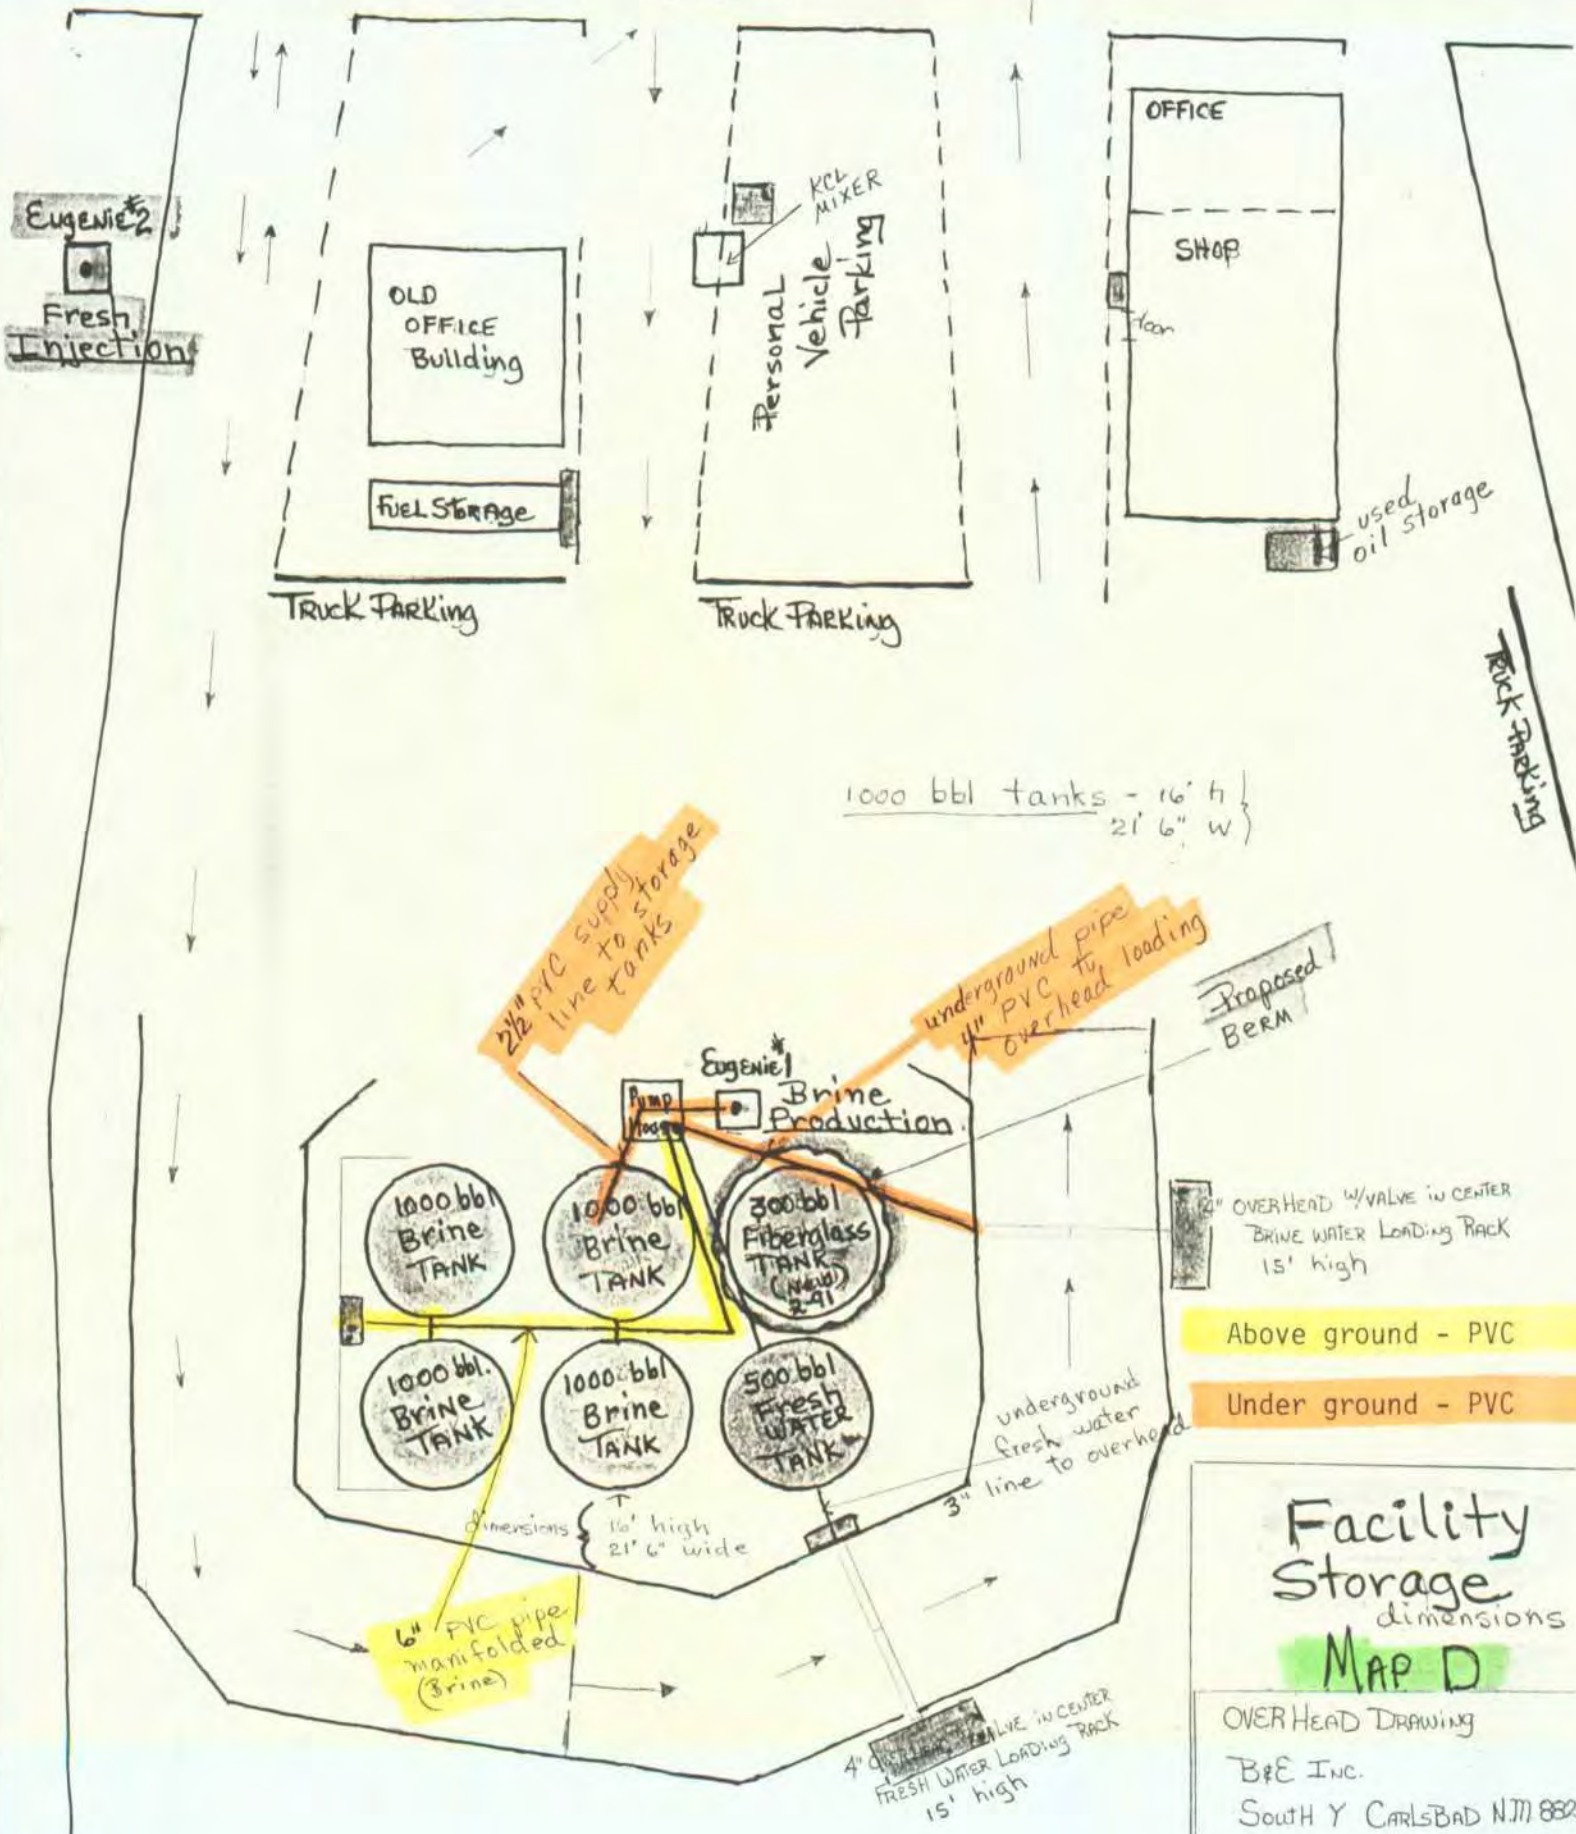 Eugenie #2
Fresh
Injection
OLD
OFFICE
Building
FUEL STORAGE
TRUCK PARKING
KCL
MIXER
Personal
Vehicle
Parking
TRUCK PARKING
OFFICE
SHOP
door
used
oil storage
TRUCK PARKING
1000 bbl tanks - 16' h
21' 6" W
2 1/2" PVC supply
line to storage
tanks
underground pipe
4" PVC to
overhead loading
Proposed
BERM
Eugenie #1
Brine
Production
Pump
House
1000 bbl
Brine
TANK
1000 bbl
Brine
TANK
300 bbl
Fiberglass
TANK
(New)
2-91
1000 bbl.
Brine
TANK
1000 bbl
Brine
TANK
500 bbl
Fresh
WATER
TANK
4" OVERHEAD W/VALVE IN CENTER
BRINE WATER LOADING RACK
15' high
Above ground - PVC
Under ground - PVC
underground
fresh water
3" line to overhead
dimensions
16' high
21' 6" wide
6" PVC pipe
manifolded
(Brine)
4" VALVE IN CENTER
FRESH WATER LOADING RACK
15' high
Facility
Storage
dimensions
MAP D
OVERHEAD DRAWING
B&E INC.
SOUTH Y CARLSBAD N.M 882